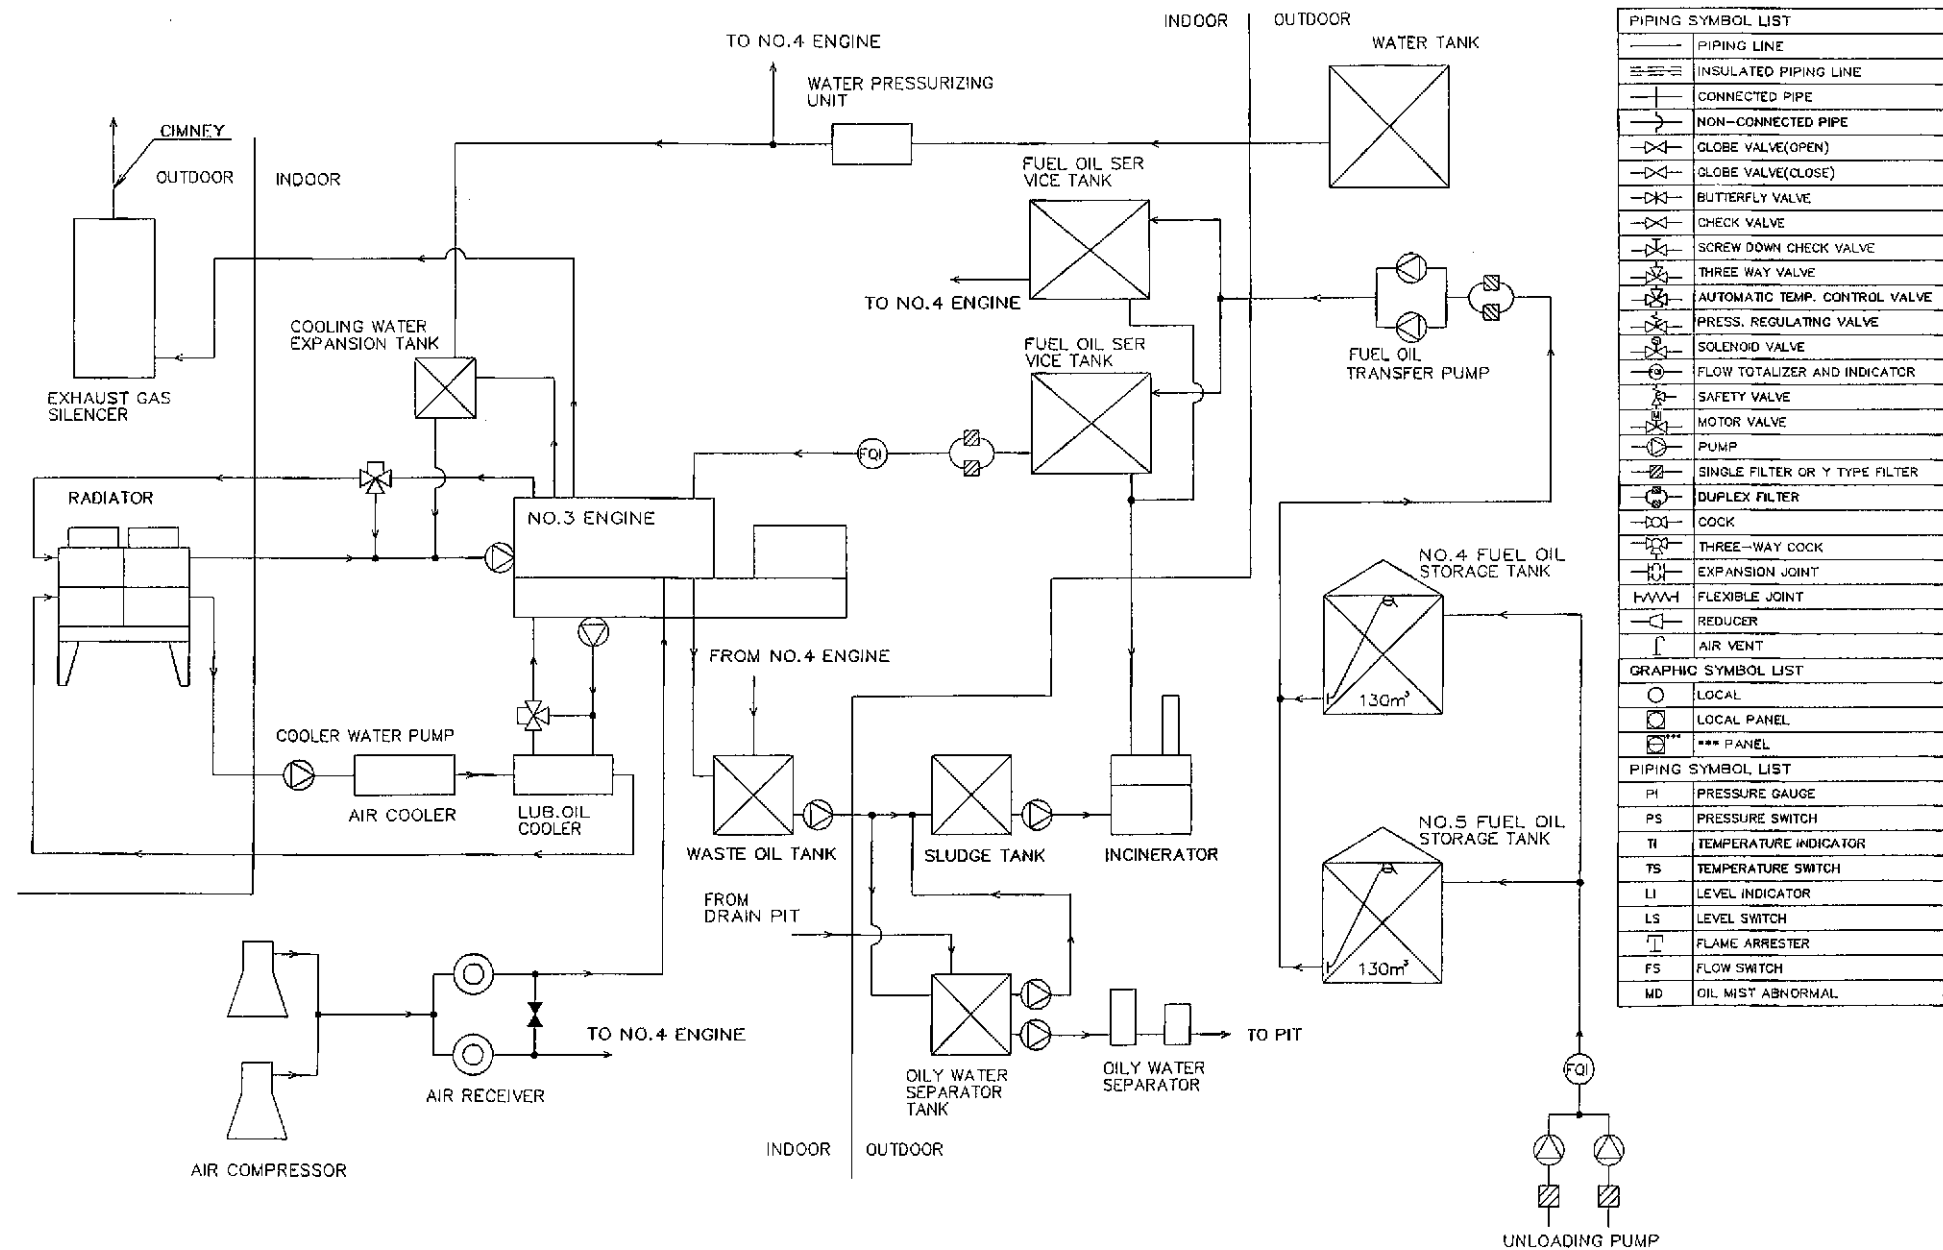 INDOOR
OUTDOOR
TO NO.4 ENGINE
WATER TANK
WATER PRESSURIZING
UNIT
CIMNEY
OUTDOOR
INDOOR
FUEL OIL SER
VICE TANK
TO NO.4 ENGINE
COOLING WATER
EXPANSION TANK
FUEL OIL SER
VICE TANK
FUEL OIL
TRANSFER PUMP
EXHAUST GAS
SILENCER
FQI
RADIATOR
NO.3 ENGINE
NO.4 FUEL OIL
STORAGE TANK
130m³
FROM NO.4 ENGINE
COOLER WATER PUMP
AIR COOLER
LUB.OIL
COOLER
WASTE OIL TANK
SLUDGE TANK
INCINERATOR
NO.5 FUEL OIL
STORAGE TANK
130m³
FROM
DRAIN PIT
TO NO.4 ENGINE
TO PIT
AIR RECEIVER
OILY WATER
SEPARATOR
TANK
OILY WATER
SEPARATOR
FQI
INDOOR
OUTDOOR
AIR COMPRESSOR
UNLOADING PUMP
PIPING SYMBOL LIST
PIPING LINE
INSULATED PIPING LINE
CONNECTED PIPE
NON-CONNECTED PIPE
GLOBE VALVE(OPEN)
GLOBE VALVE(CLOSE)
BUTTERFLY VALVE
CHECK VALVE
SCREW DOWN CHECK VALVE
THREE WAY VALVE
AUTOMATIC TEMP. CONTROL VALVE
PRESS. REGULATING VALVE
SOLENOID VALVE
FQI FLOW TOTALIZER AND INDICATOR
SAFETY VALVE
M MOTOR VALVE
PUMP
SINGLE FILTER OR Y TYPE FILTER
DUPLEX FILTER
COCK
THREE-WAY COCK
EXPANSION JOINT
FLEXIBLE JOINT
REDUCER
AIR VENT
GRAPHIC SYMBOL LIST
LOCAL
LOCAL PANEL
*** *** PANEL
PIPING SYMBOL LIST
PI PRESSURE GAUGE
PS PRESSURE SWITCH
TI TEMPERATURE INDICATOR
TS TEMPERATURE SWITCH
LI LEVEL INDICATOR
LS LEVEL SWITCH
FLAME ARRESTER
FS FLOW SWITCH
MD OIL MIST ABNORMAL